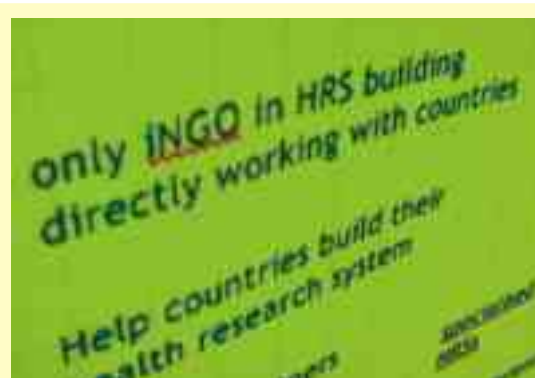 only iNGO in HRS building
directly working with countries
Help countries build their
health research system